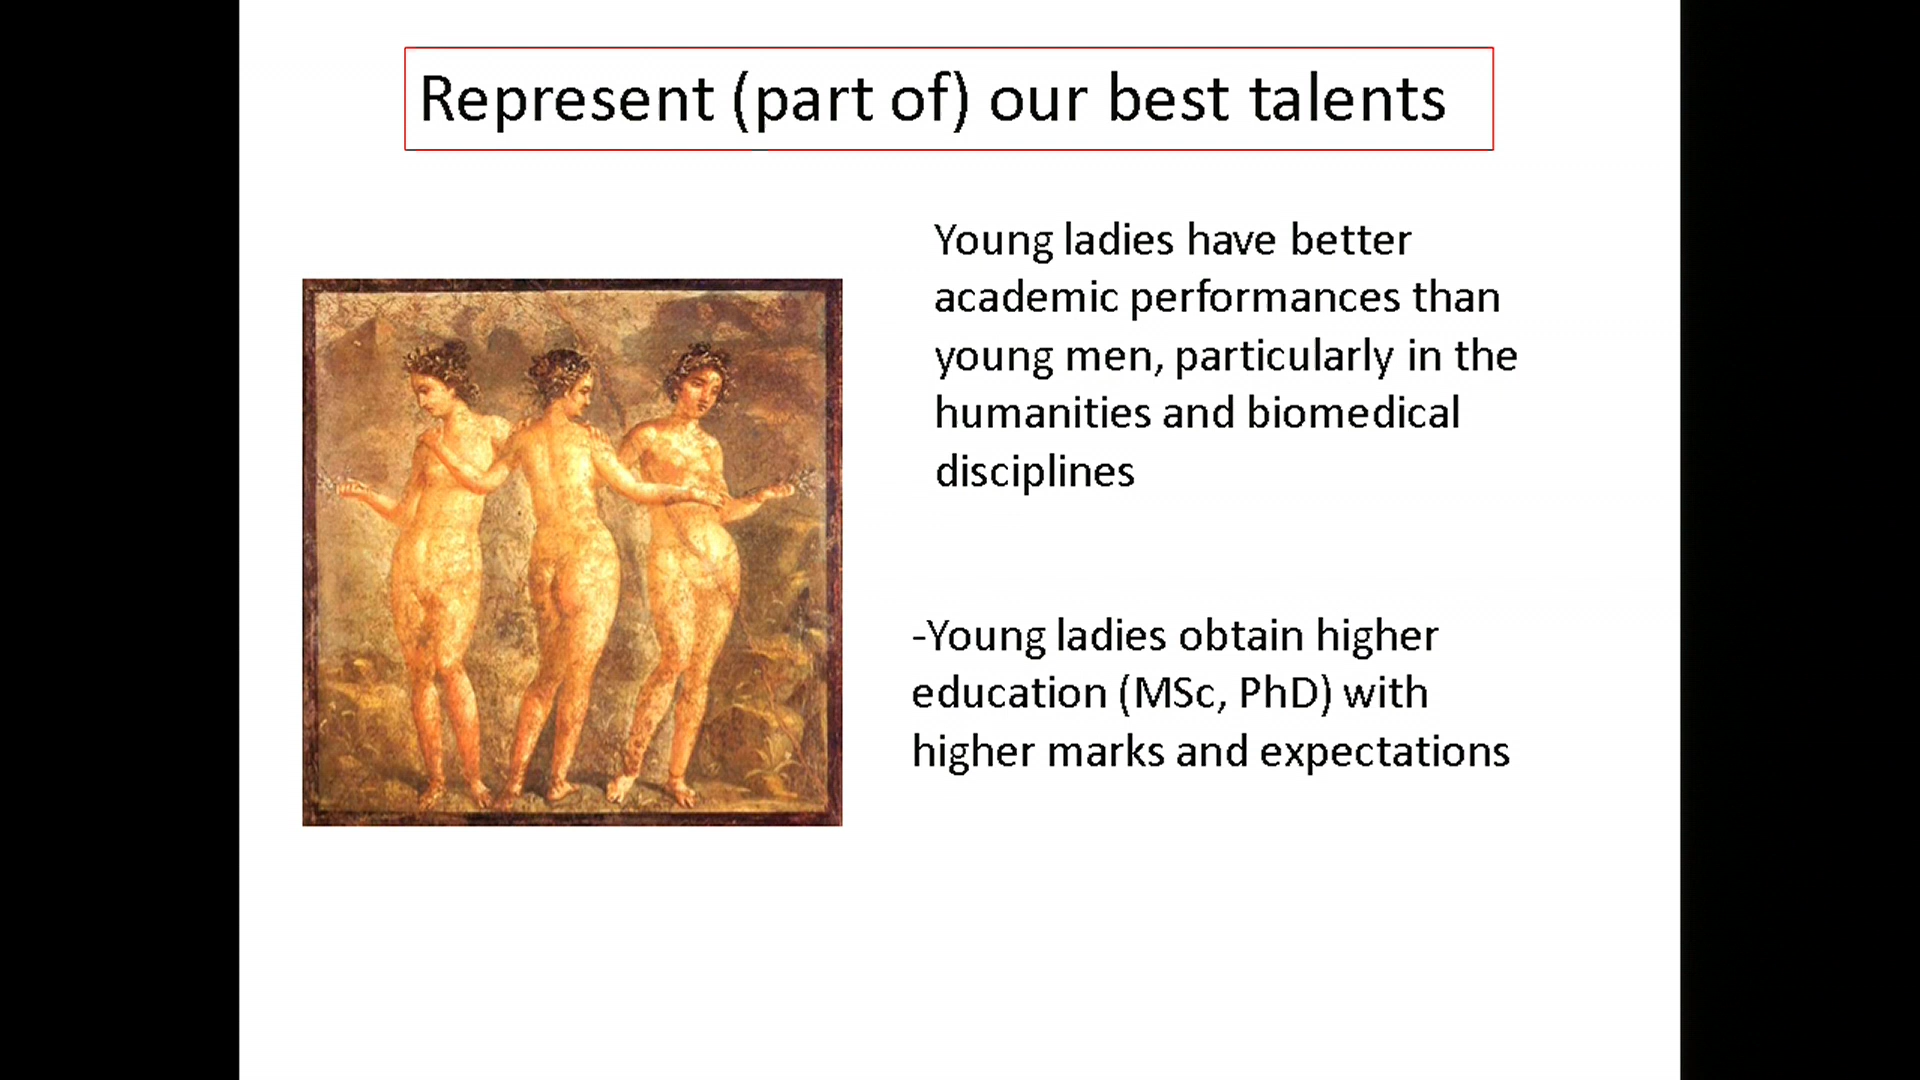 Represent (part of) our best talents
Young ladies have better
academic performances than
young men, particularly in the
humanities and biomedical
disciplines
-Young ladies obtain higher
education (MSc, PhD) with
higher marks and expectations